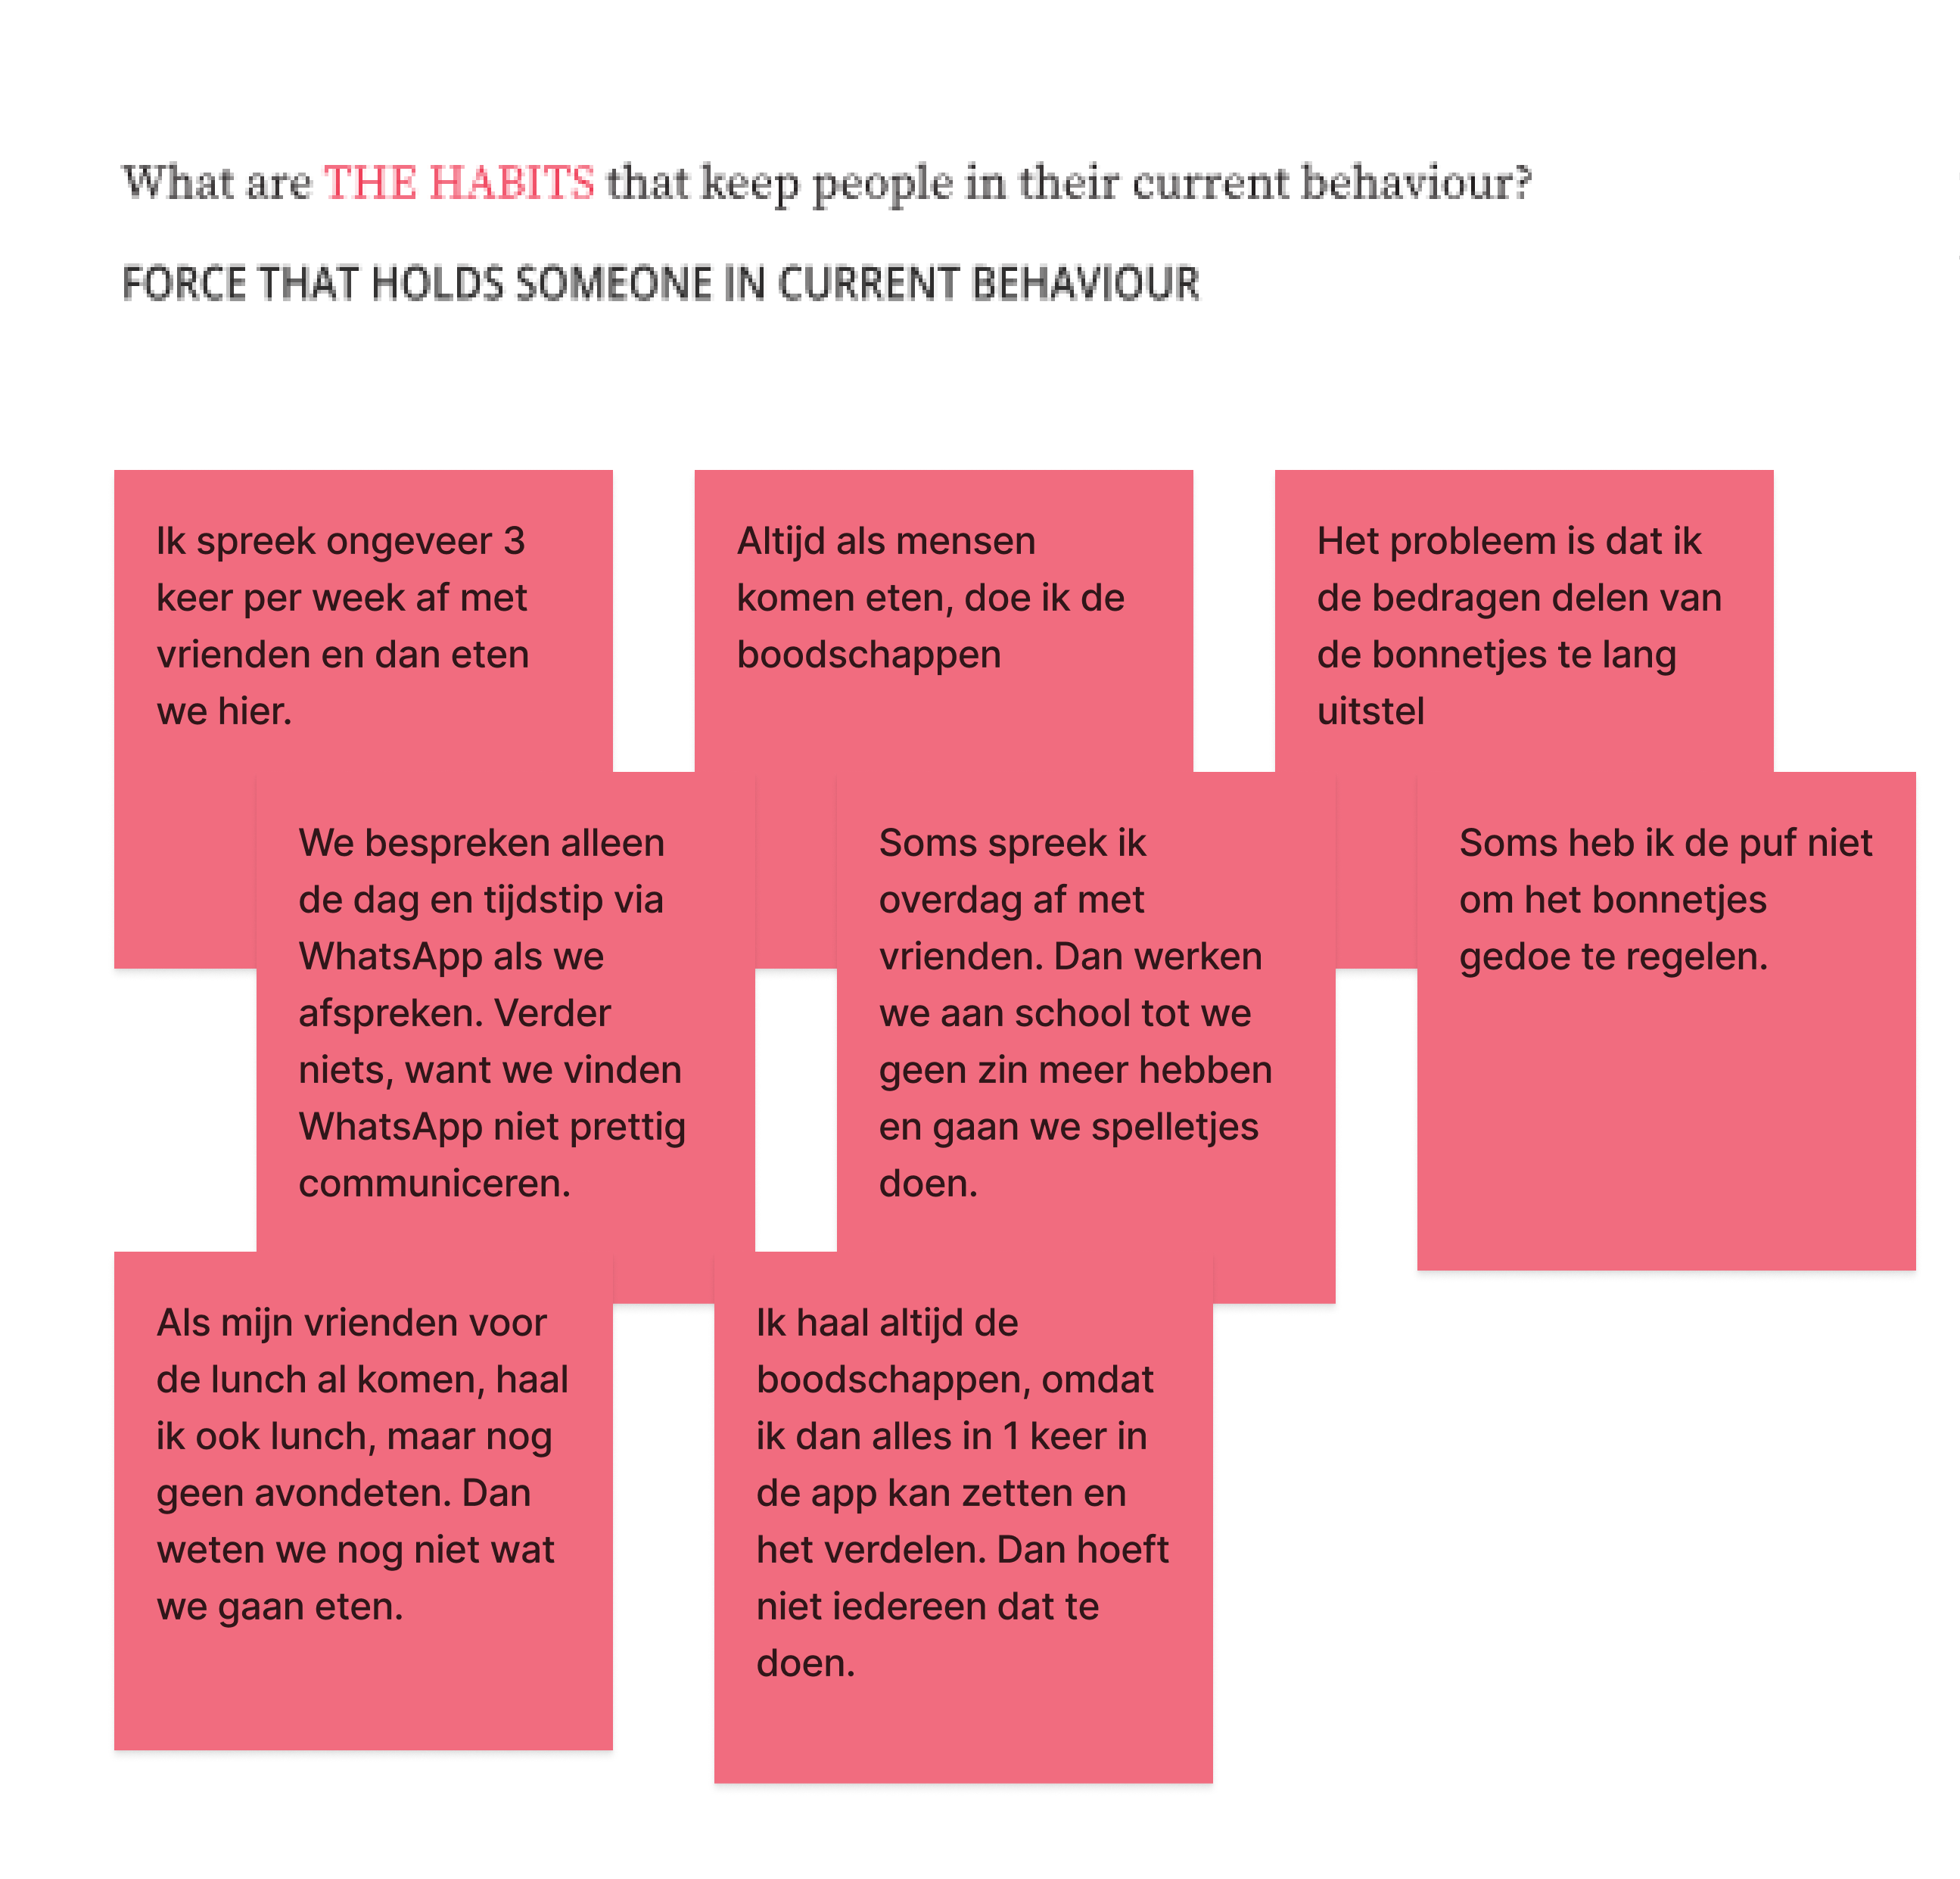 What are THE HABITS that keep people in their current behaviour?
FORCE THAT HOLDS SOMEONE IN CURRENT BEHAVIOUR
Ik spreek ongeveer 3
keer per week af met
vrienden en dan eten
we hier.
Altijd als mensen
komen eten, doe ik de
boodschappen
Het probleem is dat ik
de bedragen delen van
de bonnetjes te lang
uitstel
We bespreken alleen
de dag en tijdstip via
WhatsApp als we
afspreken. Verder
niets, want we vinden
WhatsApp niet prettig
communiceren.
Soms spreek ik
overdag af met
vrienden. Dan werken
we aan school tot we
geen zin meer hebben
en gaan we spelletjes
doen.
Soms heb ik de puf niet
om het bonnetjes
gedoe te regelen.
Als mijn vrienden voor
de lunch al komen, haal
ik ook lunch, maar nog
geen avondeten. Dan
weten we nog niet wat
we gaan eten.
Ik haal altijd de
boodschappen, omdat
ik dan alles in 1 keer in
de app kan zetten en
het verdelen. Dan hoeft
niet iedereen dat te
doen.